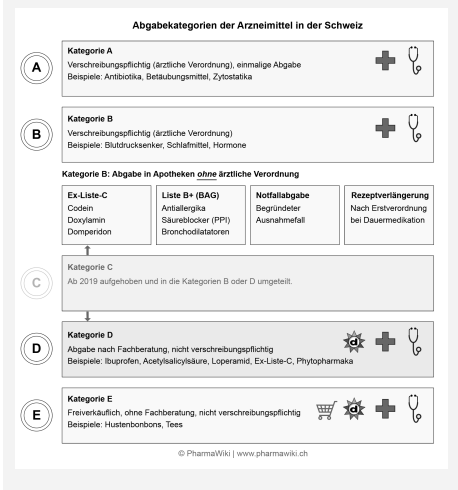 Abgabekategorien der Arzneimittel in der Schweiz
A
Kategorie A
Verschreibungspflichtig (ärztliche Verordnung), einmalige Abgabe
Beispiele: Antibiotika, Betäubungsmittel, Zytostatika
B
Kategorie B
Verschreibungspflichtig (ärztliche Verordnung)
Beispiele: Blutdrucksenker, Schlafmittel, Hormone
Kategorie B: Abgabe in Apotheken ohne ärztliche Verordnung
Ex-Liste-C
Codein
Doxylamin
Domperidon
Liste B+ (BAG)
Antiallergika
Säureblocker (PPI)
Bronchodilatatoren
Notfallabgabe
Begründeter
Ausnahmefall
Rezeptverlängerung
Nach Erstverordnung
bei Dauermedikation
C
Kategorie C
Ab 2019 aufgehoben und in die Kategorien B oder D umgeteilt.
D
Kategorie D
Abgabe nach Fachberatung, nicht verschreibungspflichtig
Beispiele: Ibuprofen, Acetylsalicylsäure, Loperamid, Ex-Liste-C, Phytopharmaka
d
E
Kategorie E
Freiverkäuflich, ohne Fachberatung, nicht verschreibungspflichtig
Beispiele: Hustenbonbons, Tees
d
© PharmaWiki | www.pharmawiki.ch